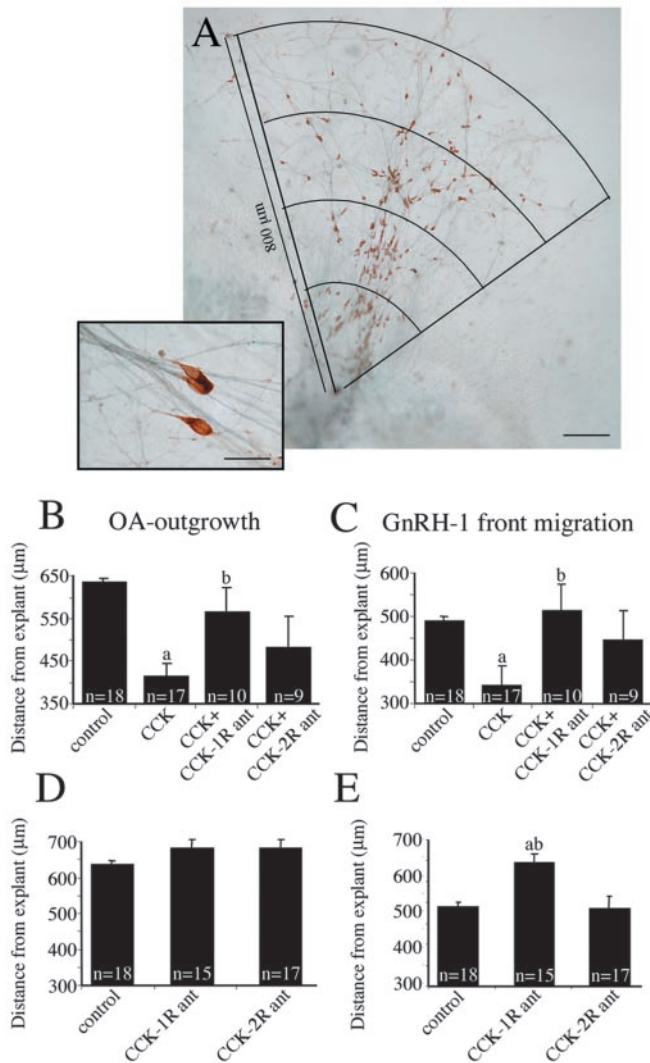 A
800 µm
B OA-outgrowth
Distance from explant (µm)
650
550
450
350
a
b
n=18
n=17
n=10
n=9
control
CCK
CCK+
CCK-1R ant
CCK+
CCK-2R ant
C GnRH-1 front migration
Distance from explant (µm)
600
500
400
300
a
b
n=18
n=17
n=10
n=9
control
CCK
CCK+
CCK-1R ant
CCK+
CCK-2R ant
D
Distance from explant (µm)
700
600
500
400
300
n=18
n=15
n=17
control
CCK-1R ant
CCK-2R ant
E
Distance from explant (µm)
700
600
500
400
300
ab
n=18
n=15
n=17
control
CCK-1R ant
CCK-2R ant